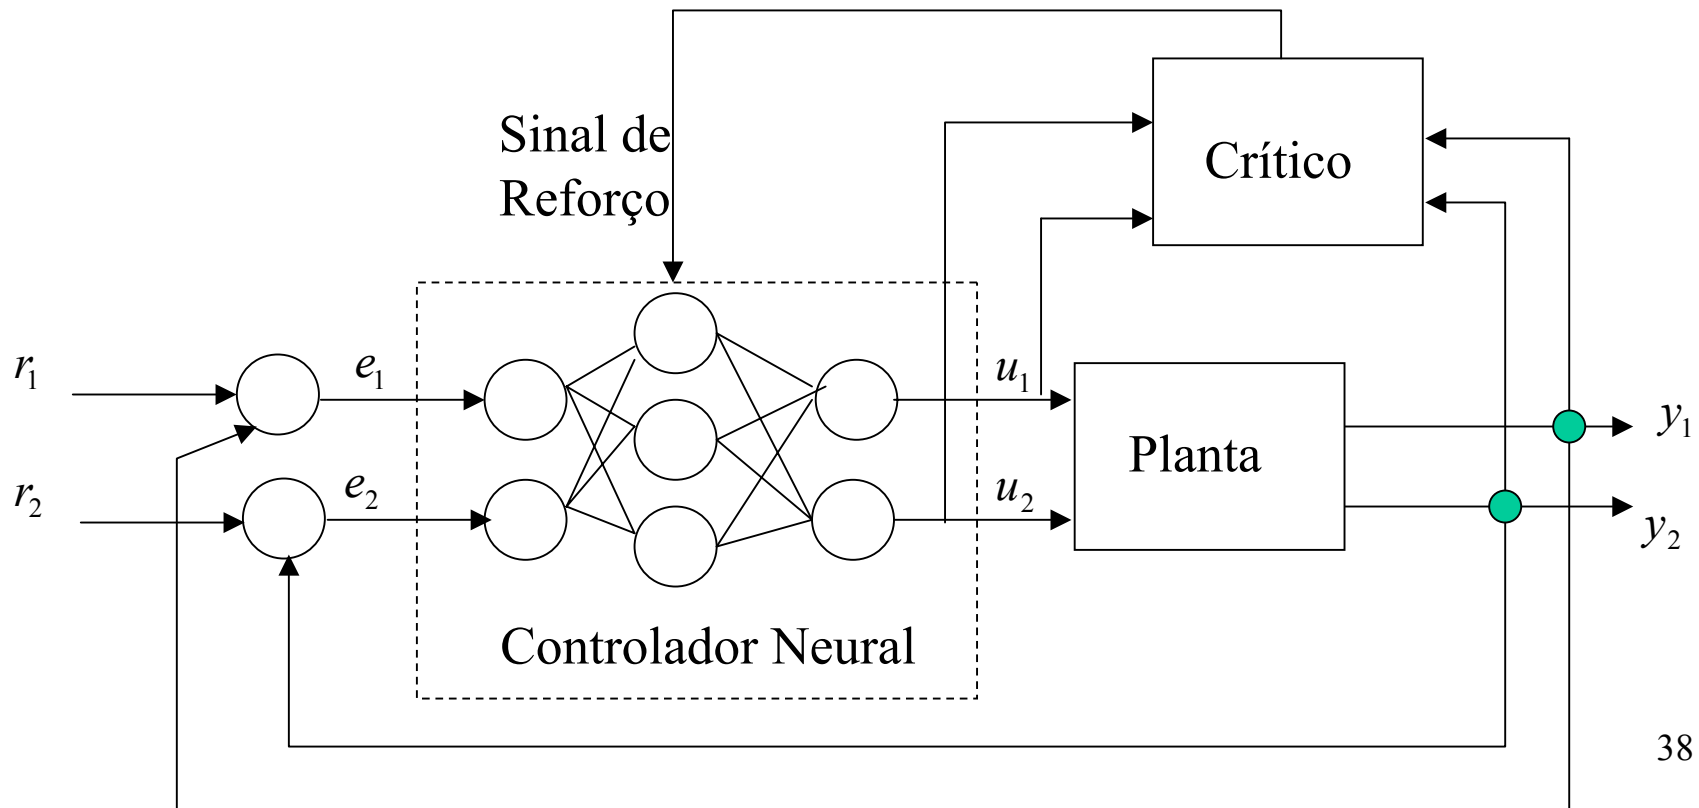 Sinal de
Reforço
Crítico
r₁
e₁
u₁
y₁
Planta
r₂
e₂
u₂
y₂
Controlador Neural
38